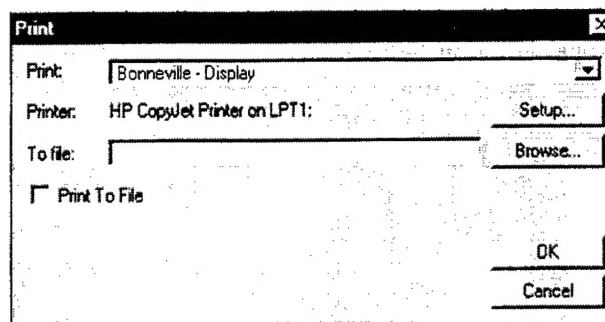 Print
Print: Bonneville - Display
Printer: HP CopyJet Printer on LPT1: Setup...
To file: Browse...
Print To File
OK
Cancel